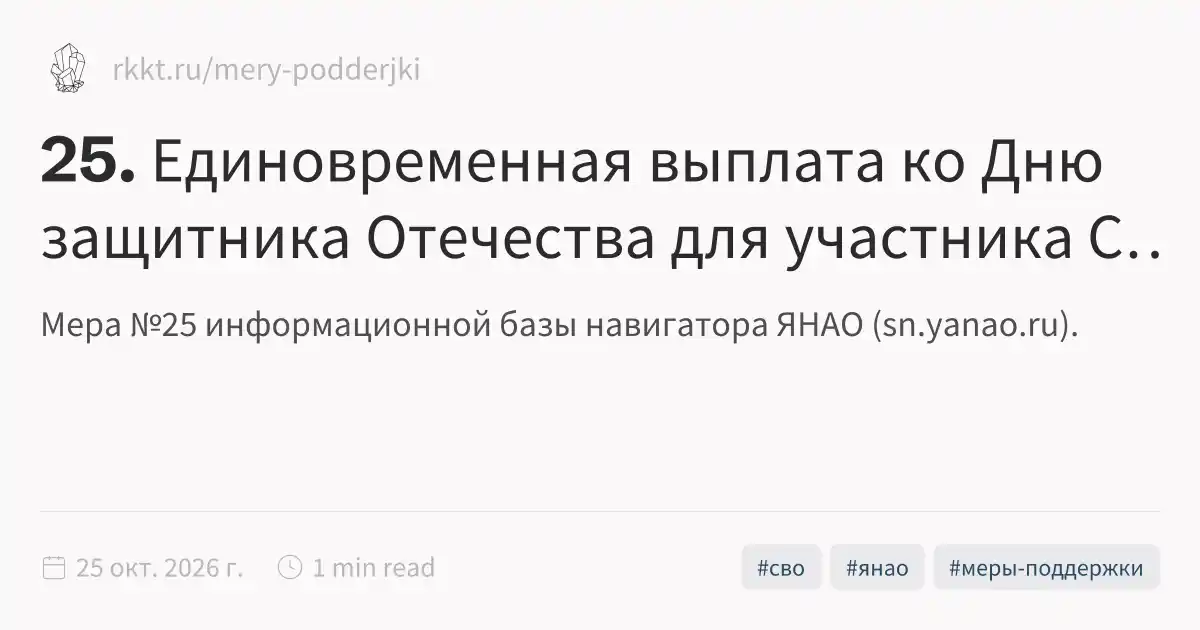 rkkt.ru/mery-podderjki
25. Единовременная выплата ко Дню
защитника Отечества для участника С..
Мера №25 информационной базы навигатора ЯНАО (sn.yanao.ru).
25 окт. 2026 г. 1 min read #сво #янао #меры-поддержки